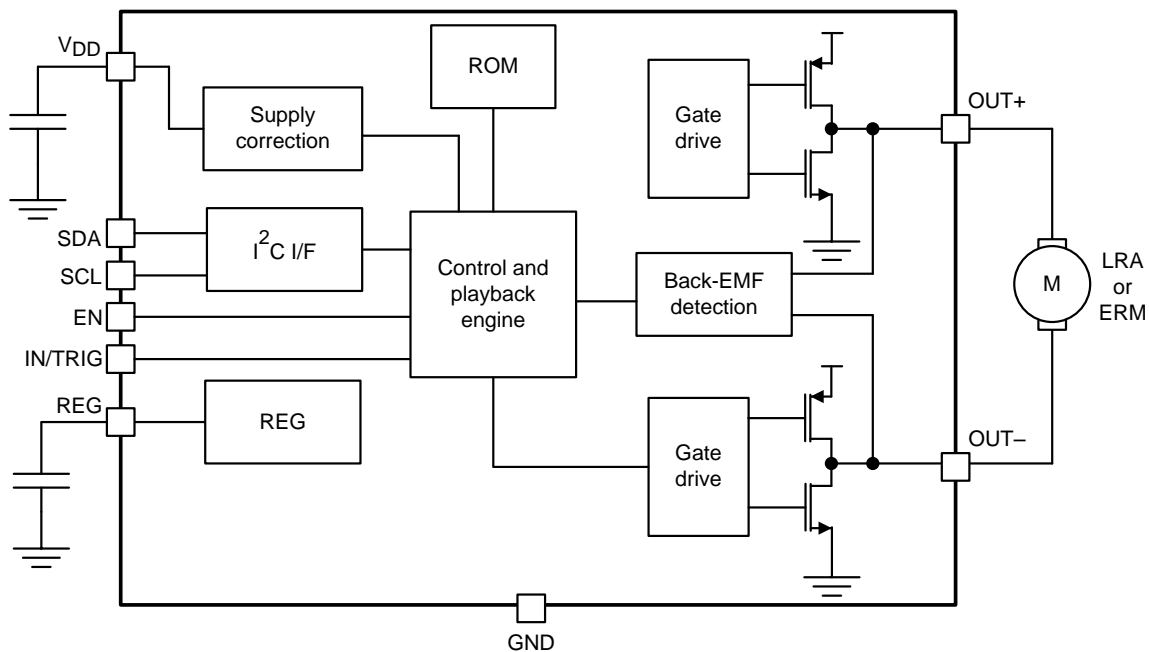 VDD
ROM
Supply
correction
Gate
drive
OUT+
SDA
I2C I/F
SCL
Control and
playback
engine
Back-EMF
detection
M
LRA
or
ERM
EN
IN/TRIG
REG
REG
Gate
drive
OUT–
GND